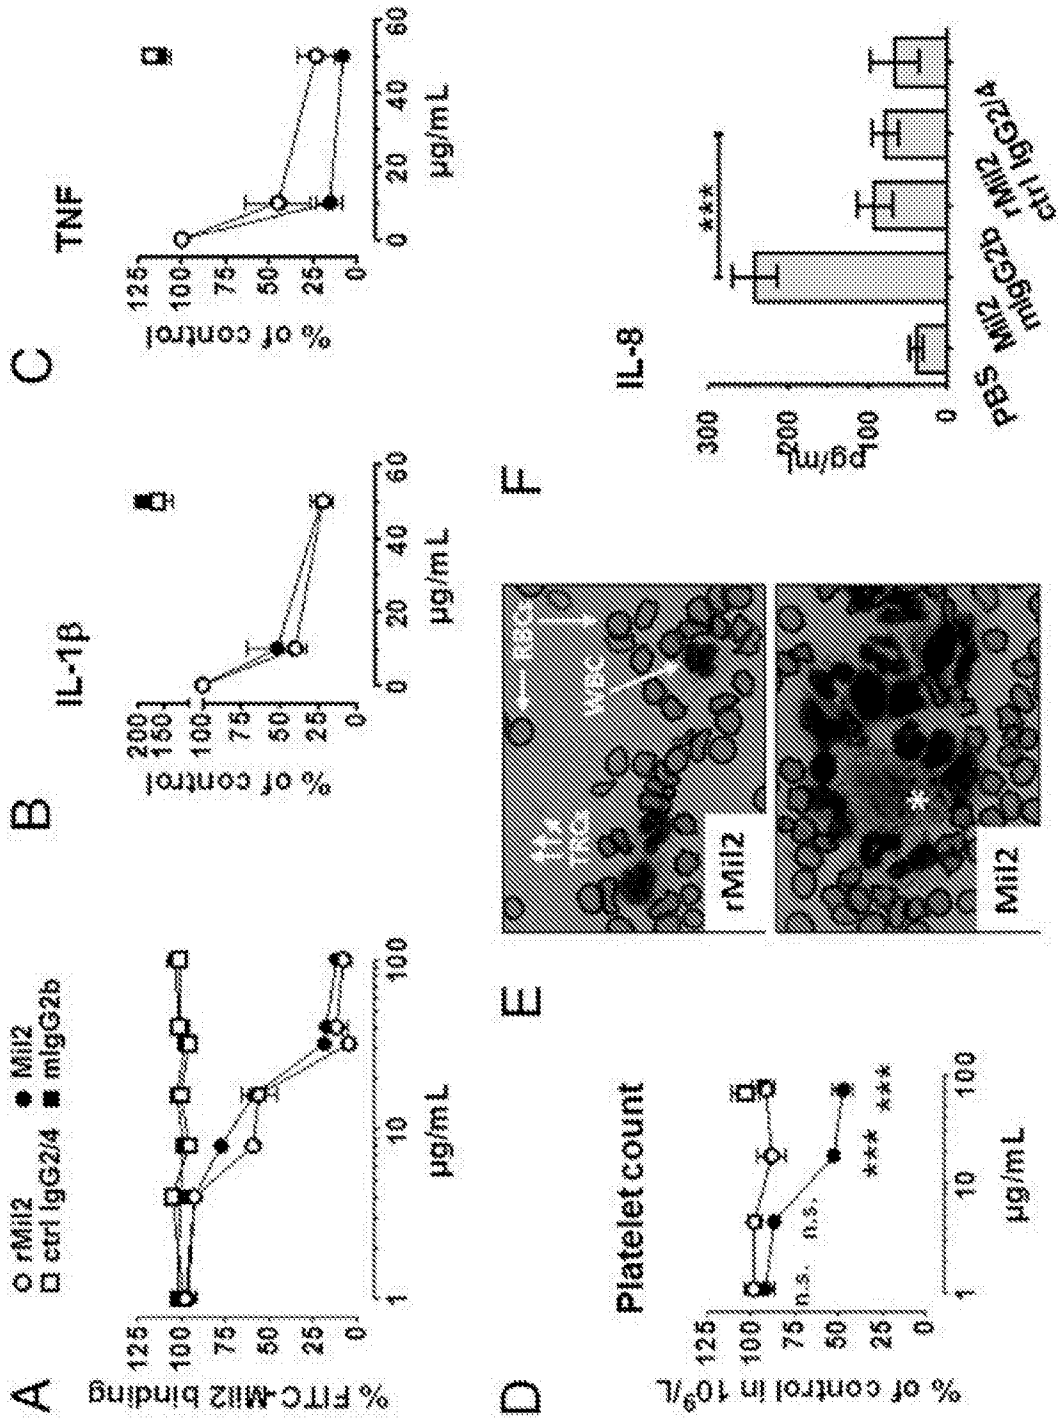 A
○ rMil2 ● Mil2
□ ctrl IgG2/4 ■ mIgG2b
% FITC-Mil2 binding
125
100
75
50
25
0
1 10 100
µg/mL
B
IL-1β
% of control
200
150
100
75
50
25
0
0 20 40 60
µg/mL
C
TNF
% of control
125
100
75
50
25
0
0 20 40 60
µg/mL
D
Platelet count
% of control in 10⁹/L
125
100
75
50
25
0
n.s.
n.s.
***
***
1 10 100
µg/mL
E
TRCs
RBCs
WBC
rMil2
*
Mil2
F
IL-8
pg/mL
300
200
100
0
***
PBS
Mil2
mIgG2b
rMil2
ctrl IgG2/4